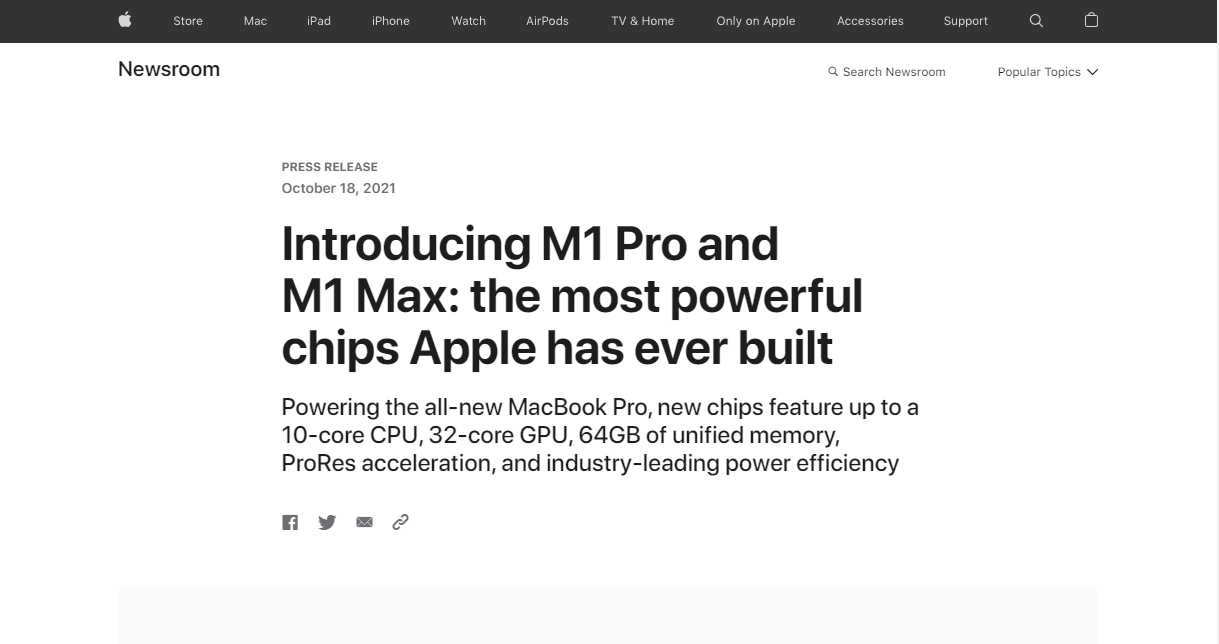 Store Mac iPad iPhone Watch AirPods TV & Home Only on Apple Accessories Support
Newsroom
Search Newsroom Popular Topics
PRESS RELEASE
October 18, 2021
Introducing M1 Pro and
M1 Max: the most powerful
chips Apple has ever built
Powering the all-new MacBook Pro, new chips feature up to a
10-core CPU, 32-core GPU, 64GB of unified memory,
ProRes acceleration, and industry-leading power efficiency